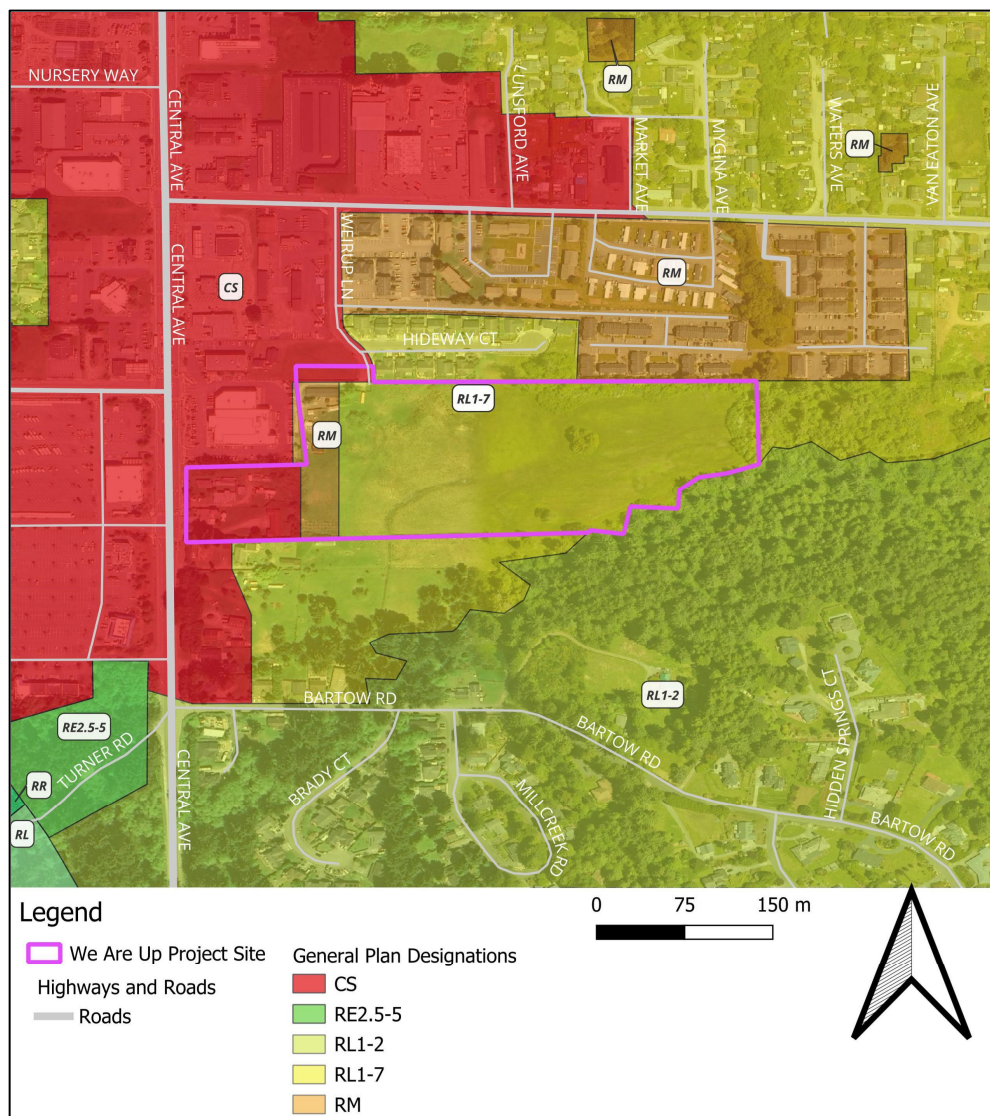 NURSERY WAY
CENTRAL AVE
LUNSFORD AVE
RM
MARKET AVE
MYGINA AVE
WATERS AVE
RM
VAN EATON AVE
CENTRAL AVE
CS
WEIRUP LN
RM
HIDEWAY CT
RL1-7
RM
BARTOW RD
RL1-2
RE2.5-5
TURNER RD
RR
RL
CENTRAL AVE
BRADY CT
MILLCREEK RD
BARTOW RD
HIDDEN SPRINGS CT
BARTOW RD
Legend
We Are Up Project Site
Highways and Roads
Roads
General Plan Designations
CS
RE2.5-5
RL1-2
RL1-7
RM
0 75 150 m